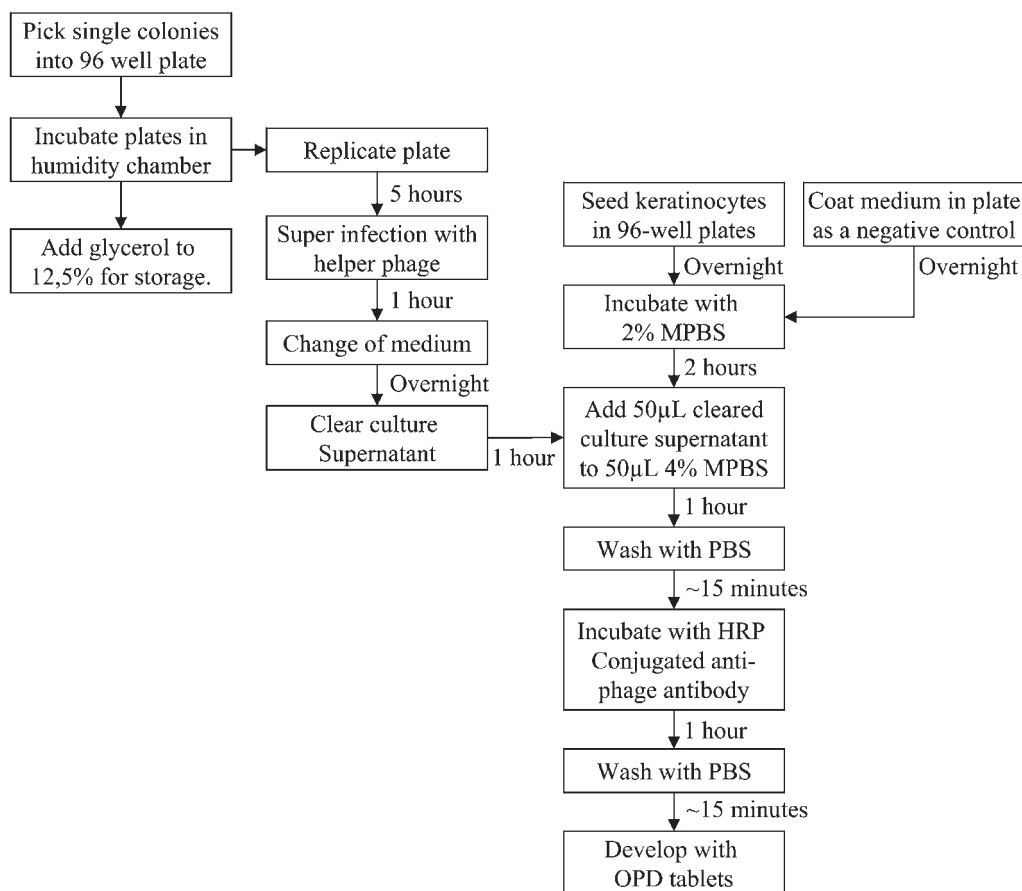 Pick single colonies
into 96 well plate
Incubate plates in
humidity chamber
Add glycerol to
12,5% for storage.
Replicate plate
5 hours
Super infection with
helper phage
1 hour
Change of medium
Overnight
Clear culture
Supernatant
1 hour
Seed keratinocytes
in 96-well plates
Overnight
Coat medium in plate
as a negative control
Overnight
Incubate with
2% MPBS
2 hours
Add 50µL cleared
culture supernatant
to 50µL 4% MPBS
1 hour
Wash with PBS
~15 minutes
Incubate with HRP
Conjugated anti-
phage antibody
1 hour
Wash with PBS
~15 minutes
Develop with
OPD tablets